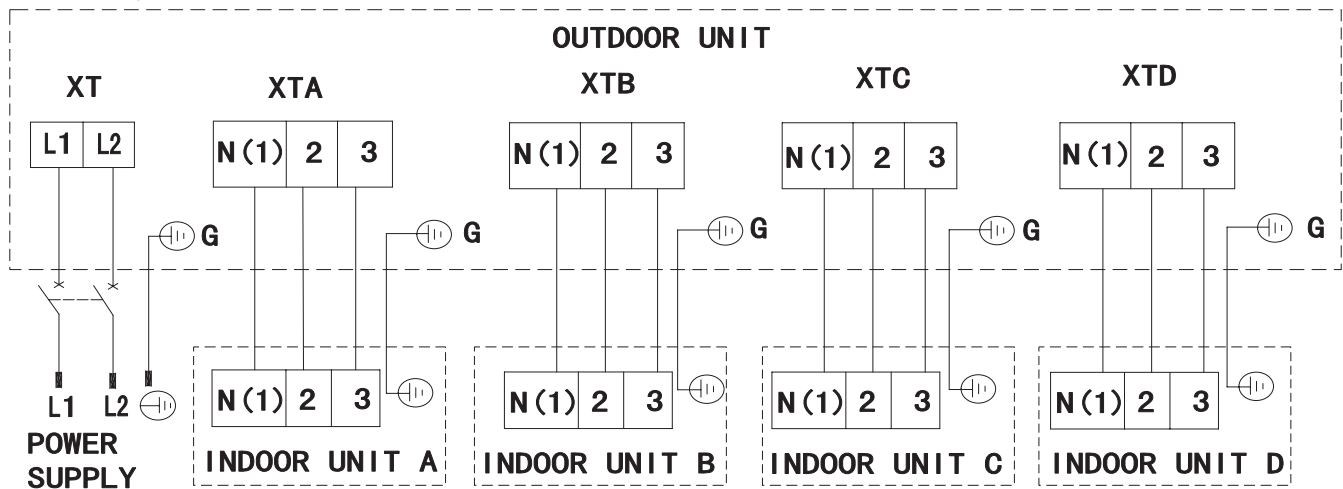 OUTDOOR UNIT
XT XTA XTB XTC XTD
L1 L2 N(1) 2 3 N(1) 2 3 N(1) 2 3 N(1) 2 3
G G G G G
L1 L2 N(1) 2 3 N(1) 2 3 N(1) 2 3 N(1) 2 3
POWER
SUPPLY
INDOOR UNIT A INDOOR UNIT B INDOOR UNIT C INDOOR UNIT D